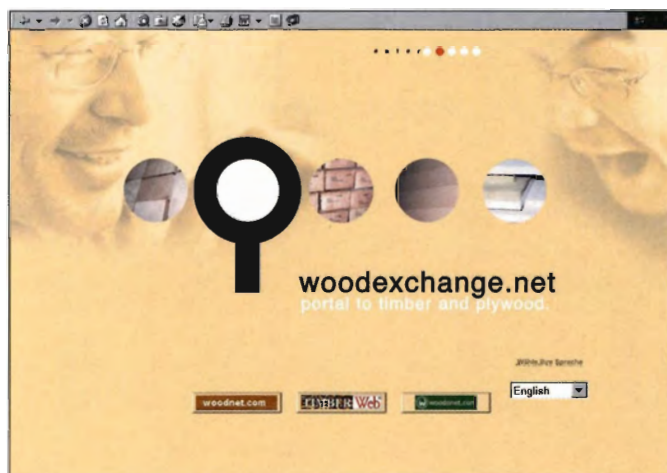 enter
woodexchange.net
portal to timber and plywood.
English
woodnet.com
TIMBER Web